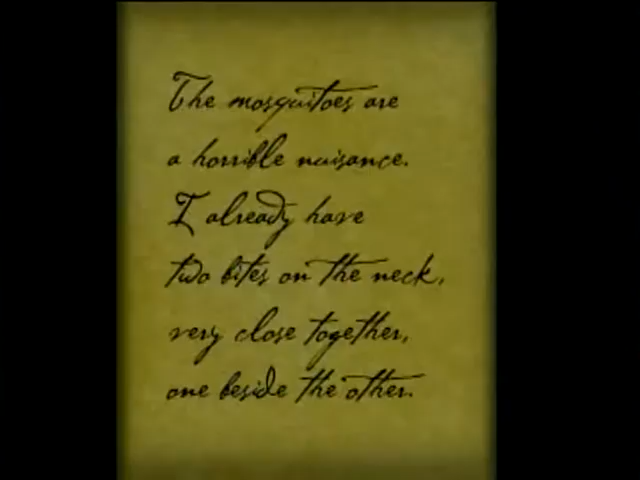 The mosquitoes are
a horrible nuisance.
I already have
two bites on the neck,
very close together,
one beside the other.